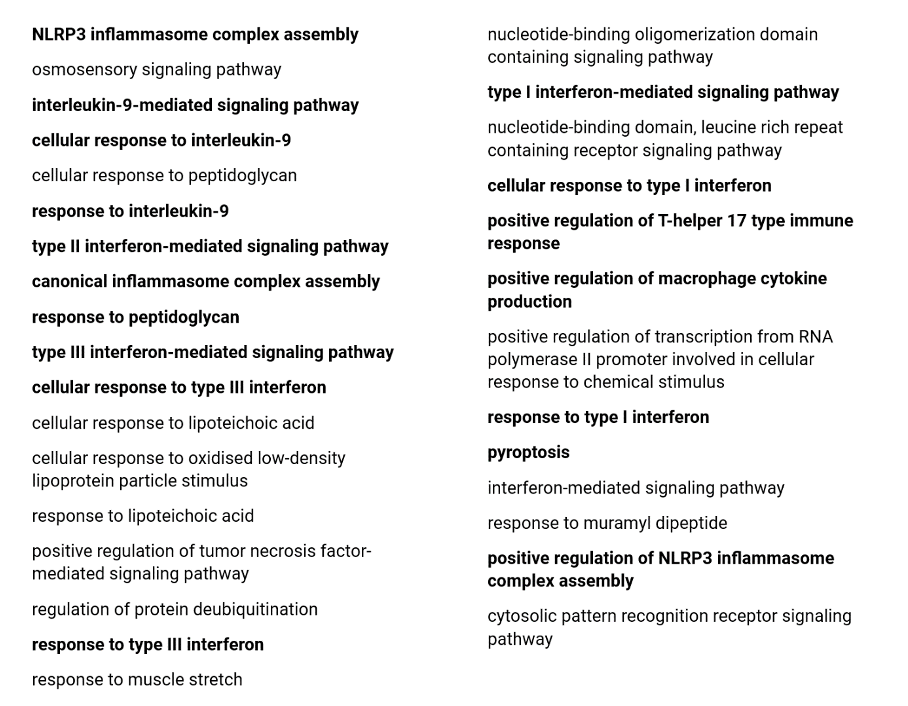 NLRP3 inflammasome complex assembly
osmosensory signaling pathway
interleukin-9-mediated signaling pathway
cellular response to interleukin-9
cellular response to peptidoglycan
response to interleukin-9
type II interferon-mediated signaling pathway
canonical inflammasome complex assembly
response to peptidoglycan
type III interferon-mediated signaling pathway
cellular response to type III interferon
cellular response to lipoteichoic acid
cellular response to oxidised low-density
lipoprotein particle stimulus
response to lipoteichoic acid
positive regulation of tumor necrosis factor-
mediated signaling pathway
regulation of protein deubiquitination
response to type III interferon
response to muscle stretch
nucleotide-binding oligomerization domain
containing signaling pathway
type I interferon-mediated signaling pathway
nucleotide-binding domain, leucine rich repeat
containing receptor signaling pathway
cellular response to type I interferon
positive regulation of T-helper 17 type immune
response
positive regulation of macrophage cytokine
production
positive regulation of transcription from RNA
polymerase II promoter involved in cellular
response to chemical stimulus
response to type I interferon
pyroptosis
interferon-mediated signaling pathway
response to muramyl dipeptide
positive regulation of NLRP3 inflammasome
complex assembly
cytosolic pattern recognition receptor signaling
pathway